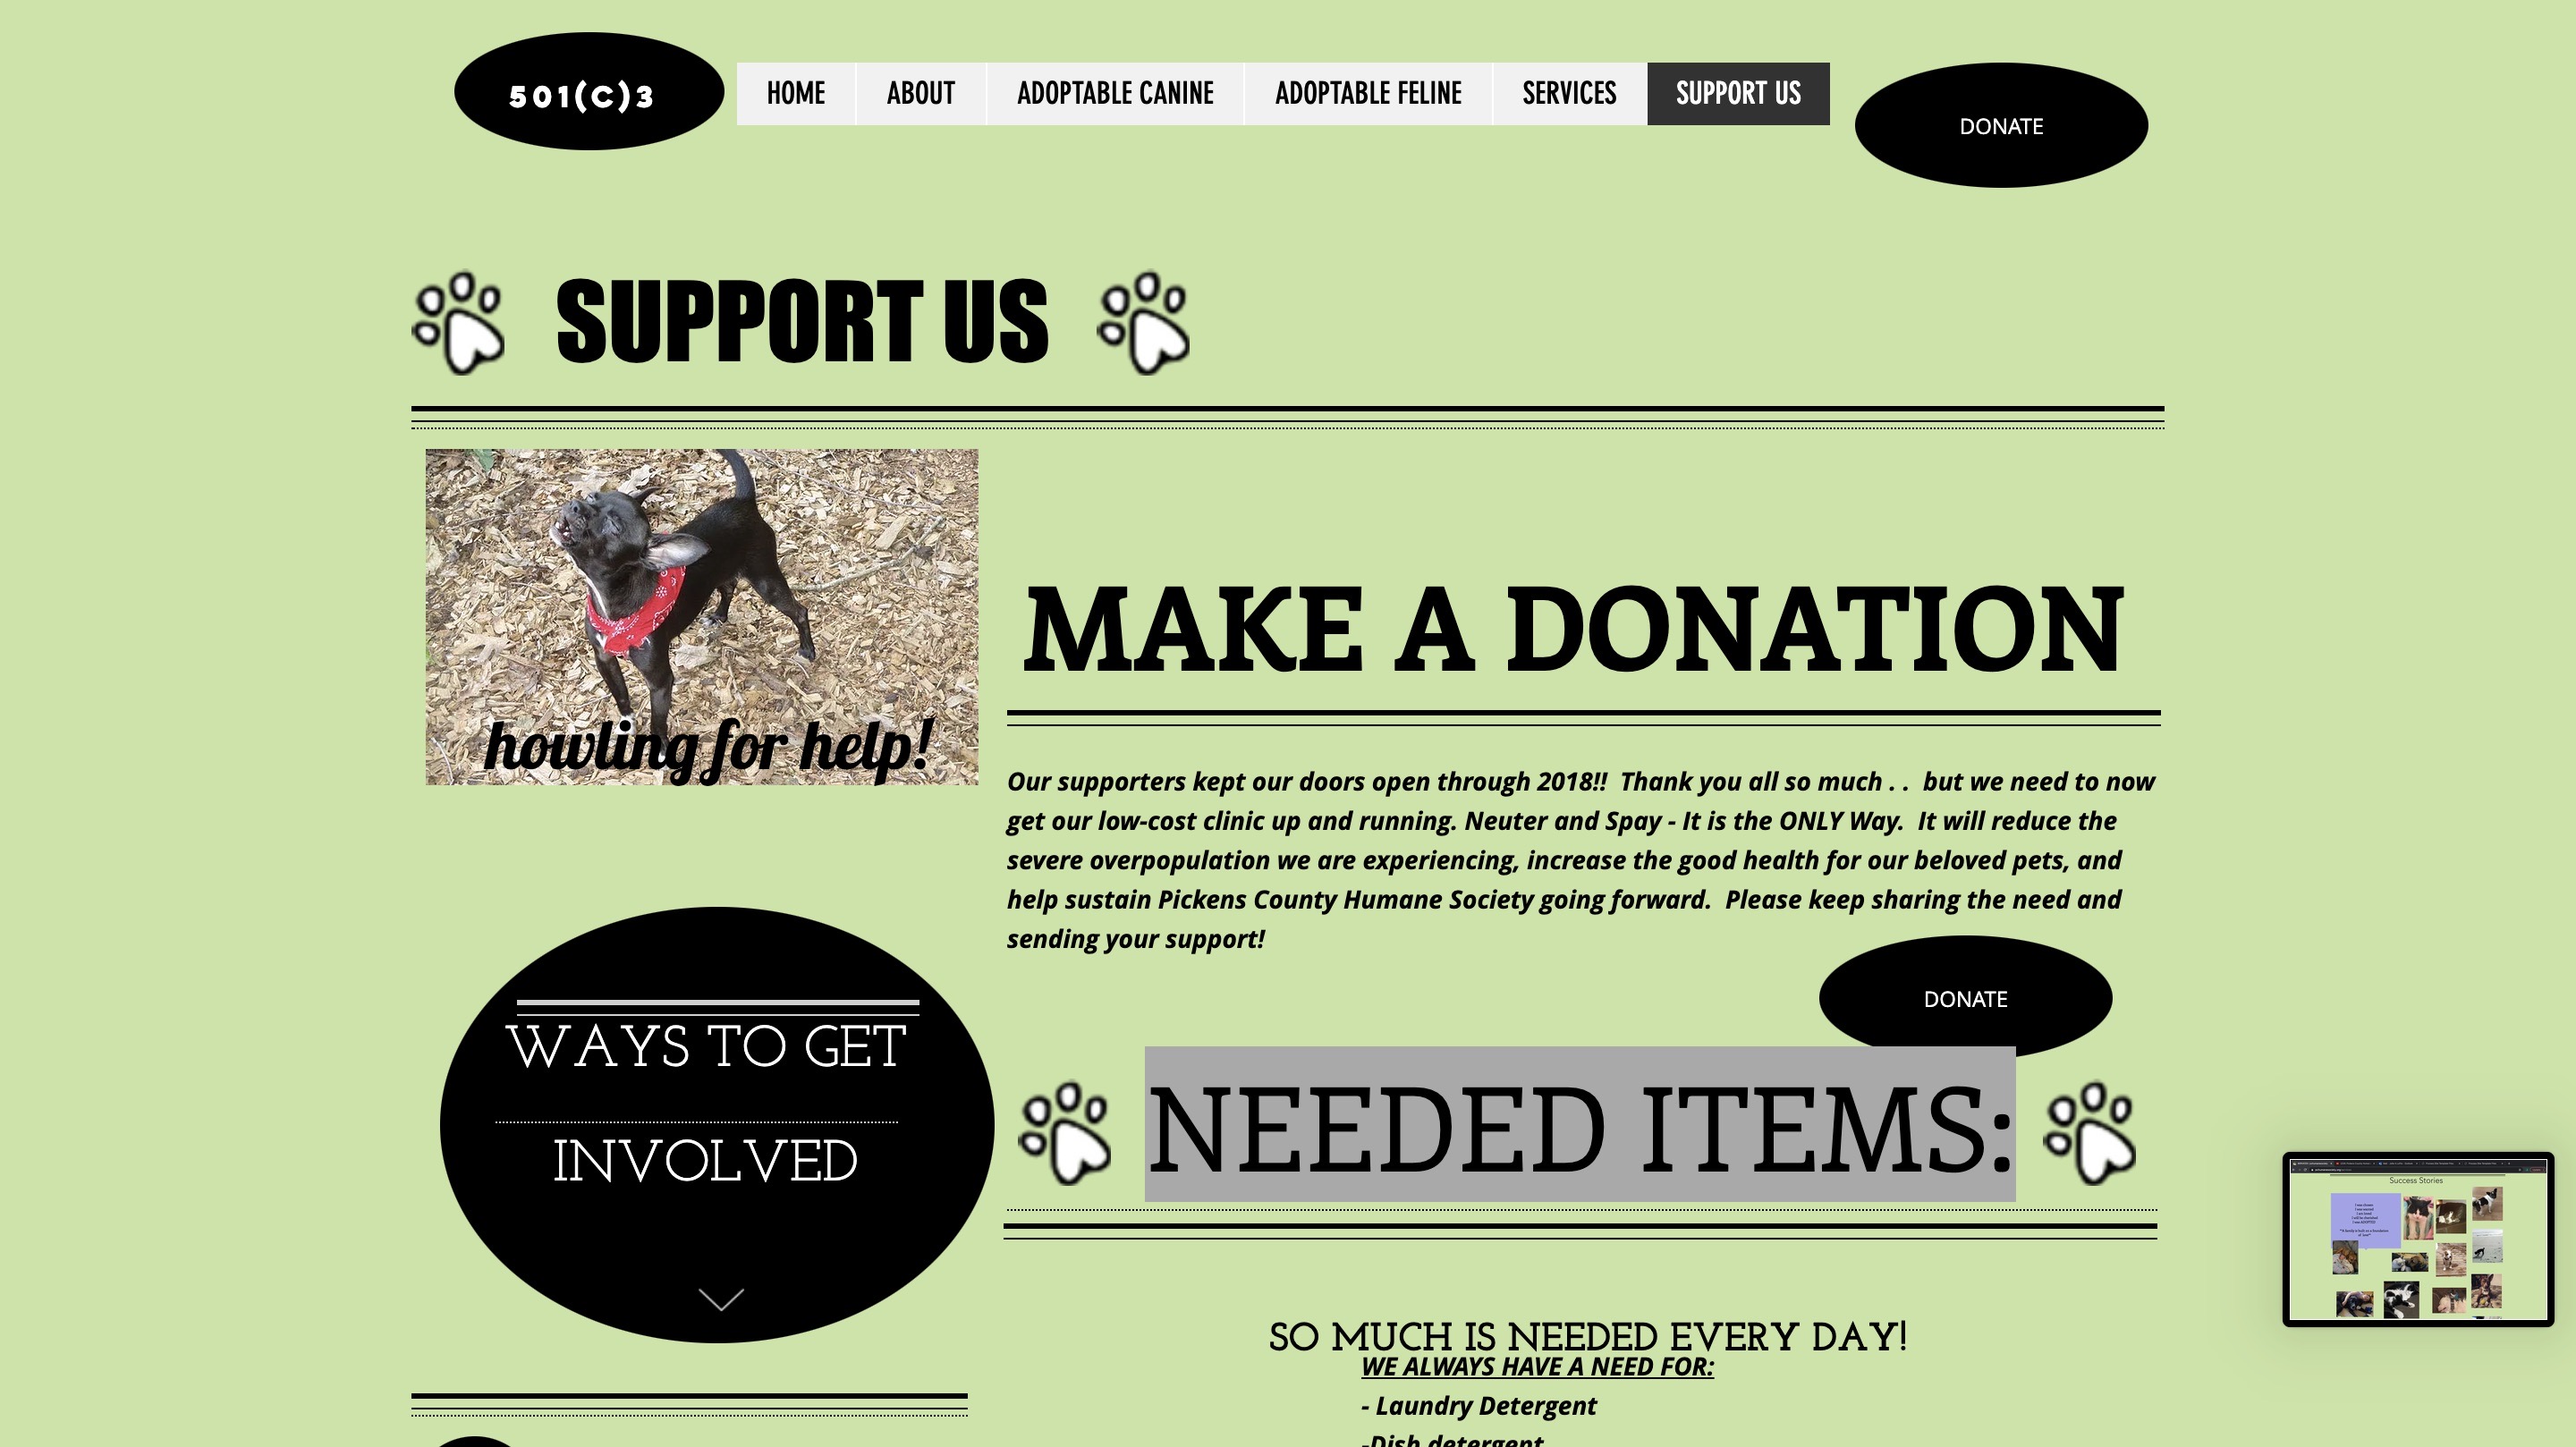 501(C)3
HOME
ABOUT
ADOPTABLE CANINE
ADOPTABLE FELINE
SERVICES
SUPPORT US
DONATE
SUPPORT US
howling for help!
MAKE A DONATION
Our supporters kept our doors open through 2018!!  Thank you all so much . .  but we need to now
get our low-cost clinic up and running. Neuter and Spay - It is the ONLY Way.  It will reduce the
severe overpopulation we are experiencing, increase the good health for our beloved pets, and
help sustain Pickens County Humane Society going forward.  Please keep sharing the need and
sending your support!
DONATE
WAYS TO GET
INVOLVED
NEEDED ITEMS:
SO MUCH IS NEEDED EVERY DAY!
WE ALWAYS HAVE A NEED FOR:
- Laundry Detergent
-Dish detergent
Success Stories